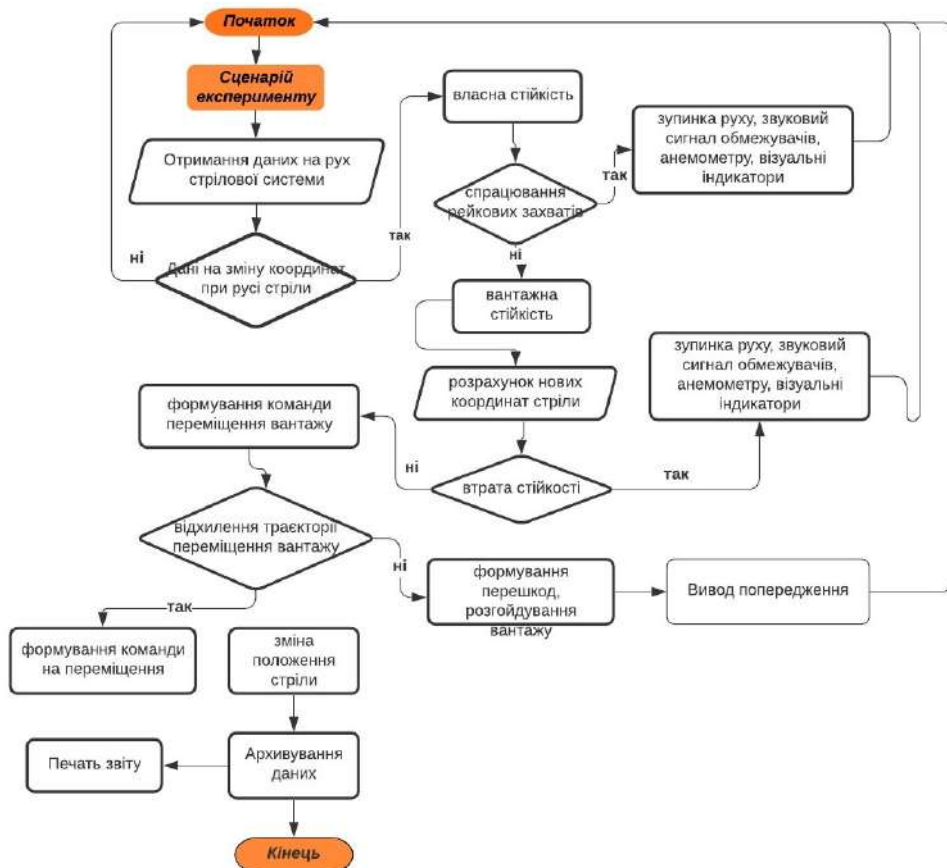 Початок
Сценарій
експерименту
Отримання даних на рух
стрілової системи
Дані на зміну координат
при русі стріли
ні
так
власна стійкість
спрацювання
рейкових захватів
так
зупинка руху, звуковий
сигнал обмежувачів,
анемометру, візуальні
індикатори
ні
вантажна
стійкість
розрахунок нових
координат стріли
втрата стійкості
так
зупинка руху, звуковий
сигнал обмежувачів,
анемометру, візуальні
індикатори
ні
формування команди
переміщення вантажу
відхилення траєкторії
переміщення вантажу
ні
формування
перешкод,
розгойдування
вантажу
Вивод попередження
так
формування команди
на переміщення
зміна
положення
стріли
Архивування
даних
Печать звіту
Кінець